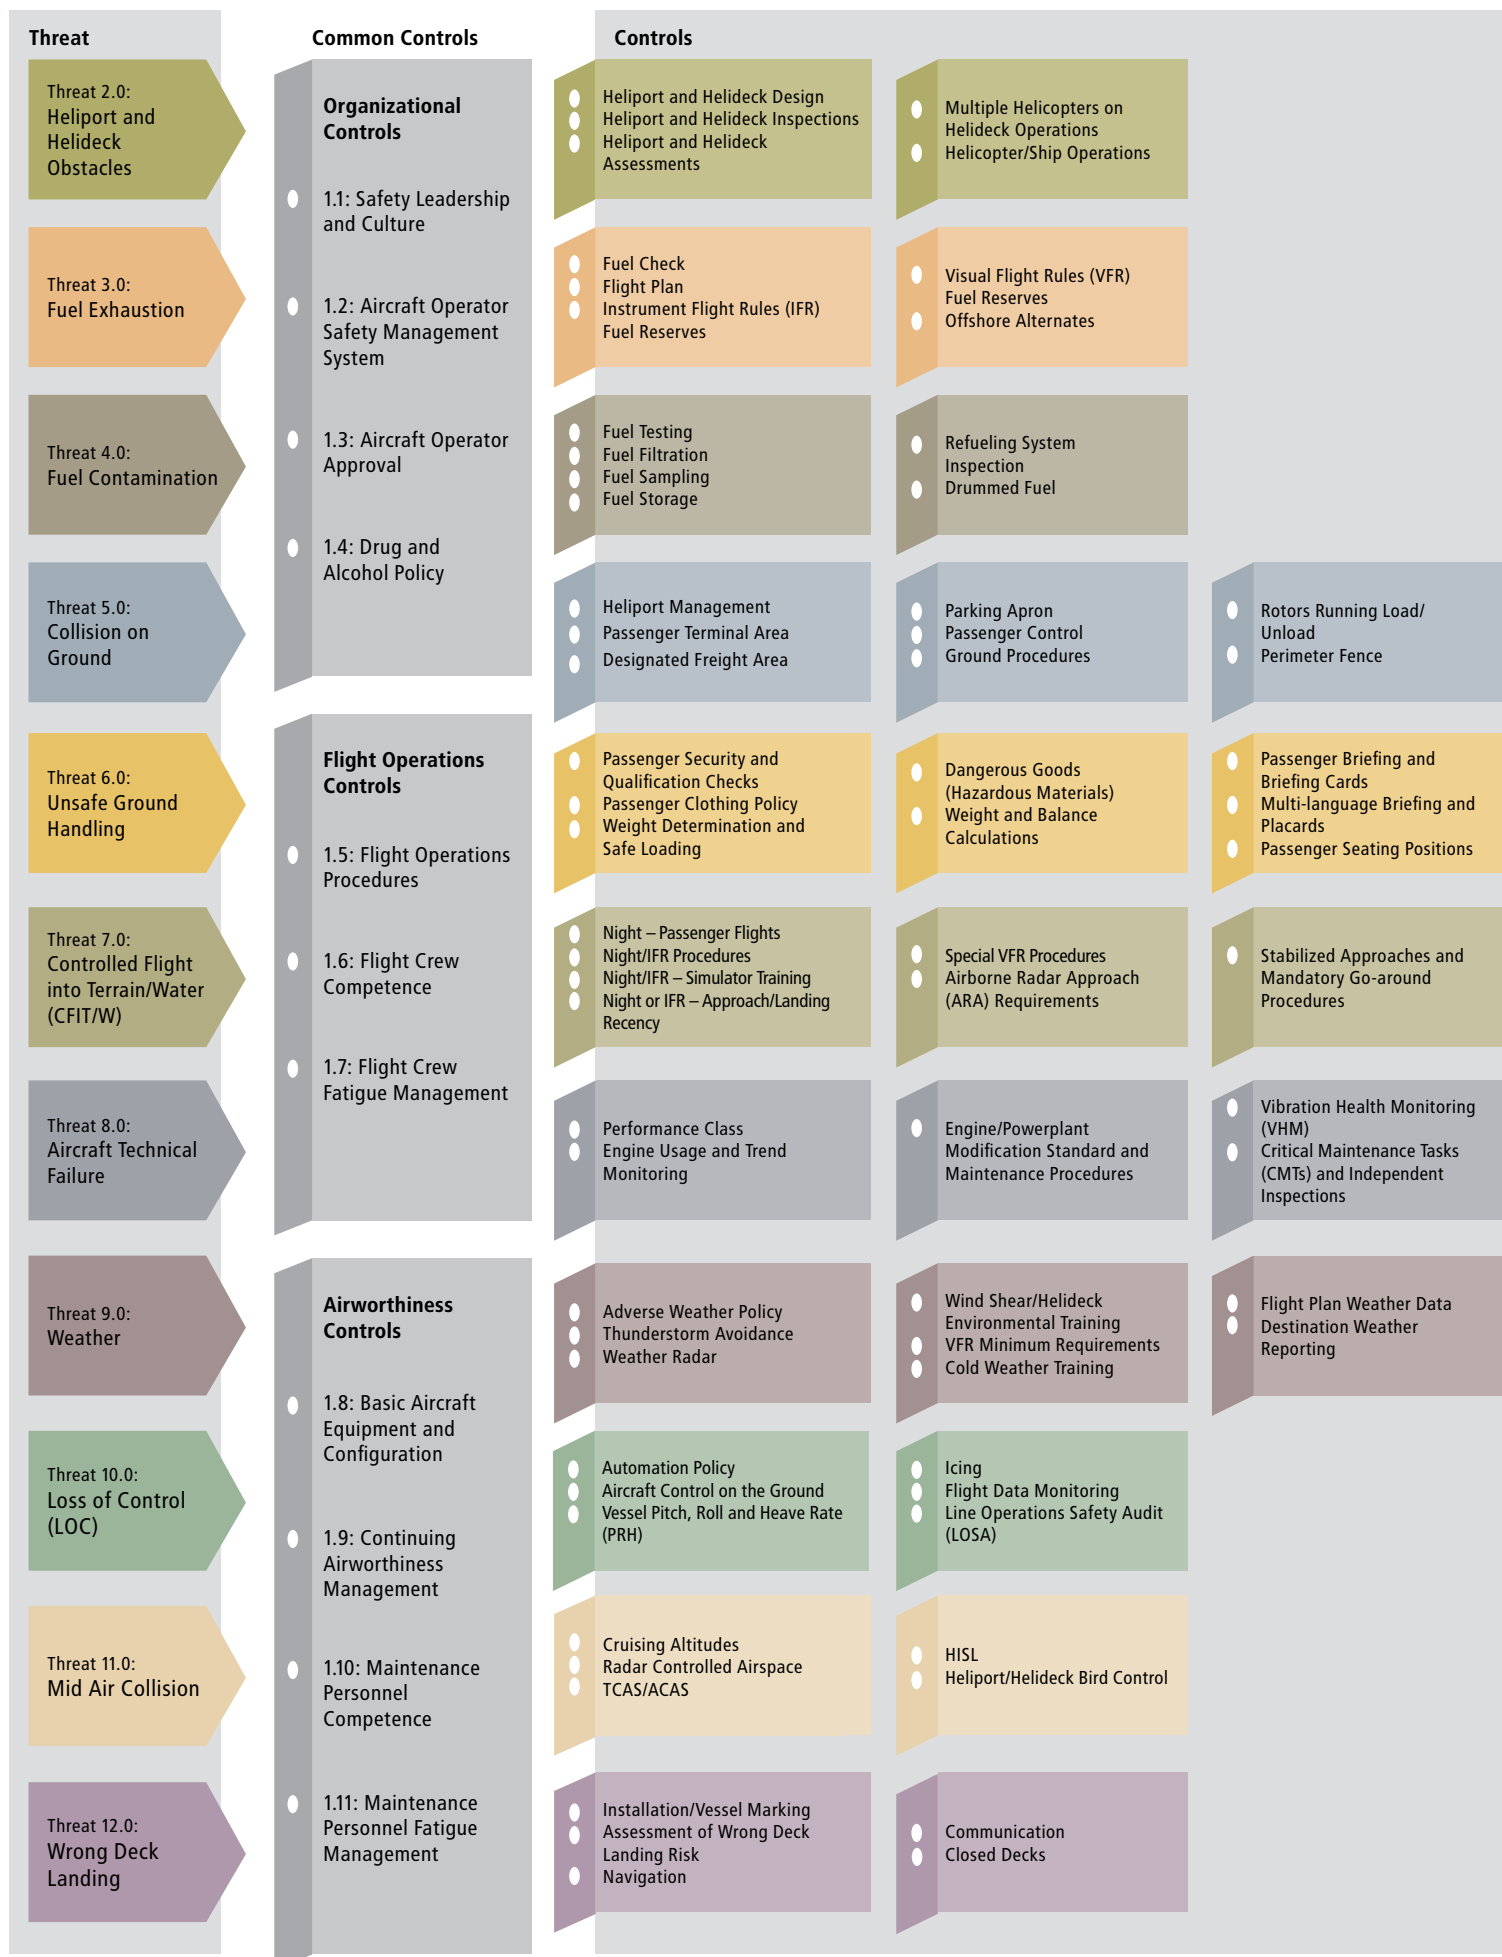 Threat
Common Controls
Controls
Threat 2.0:
Heliport and
Helideck
Obstacles
Threat 3.0:
Fuel Exhaustion
Threat 4.0:
Fuel Contamination
Threat 5.0:
Collision on
Ground
Threat 6.0:
Unsafe Ground
Handling
Threat 7.0:
Controlled Flight
into Terrain/Water
(CFIT/W)
Threat 8.0:
Aircraft Technical
Failure
Threat 9.0:
Weather
Threat 10.0:
Loss of Control
(LOC)
Threat 11.0:
Mid Air Collision
Threat 12.0:
Wrong Deck
Landing
Organizational
Controls
1.1: Safety Leadership
and Culture
1.2: Aircraft Operator
Safety Management
System
1.3: Aircraft Operator
Approval
1.4: Drug and
Alcohol Policy
Flight Operations
Controls
1.5: Flight Operations
Procedures
1.6: Flight Crew
Competence
1.7: Flight Crew
Fatigue Management
Airworthiness
Controls
1.8: Basic Aircraft
Equipment and
Configuration
1.9: Continuing
Airworthiness
Management
1.10: Maintenance
Personnel
Competence
1.11: Maintenance
Personnel Fatigue
Management
Heliport and Helideck Design
Heliport and Helideck Inspections
Heliport and Helideck
Assessments
Multiple Helicopters on
Helideck Operations
Helicopter/Ship Operations
Fuel Check
Flight Plan
Instrument Flight Rules (IFR)
Fuel Reserves
Visual Flight Rules (VFR)
Fuel Reserves
Offshore Alternates
Fuel Testing
Fuel Filtration
Fuel Sampling
Fuel Storage
Refueling System
Inspection
Drummed Fuel
Heliport Management
Passenger Terminal Area
Designated Freight Area
Parking Apron
Passenger Control
Ground Procedures
Rotors Running Load/
Unload
Perimeter Fence
Passenger Security and
Qualification Checks
Passenger Clothing Policy
Weight Determination and
Safe Loading
Dangerous Goods
(Hazardous Materials)
Weight and Balance
Calculations
Passenger Briefing and
Briefing Cards
Multi-language Briefing and
Placards
Passenger Seating Positions
Night – Passenger Flights
Night/IFR Procedures
Night/IFR – Simulator Training
Night or IFR – Approach/Landing
Recency
Special VFR Procedures
Airborne Radar Approach
(ARA) Requirements
Stabilized Approaches and
Mandatory Go-around
Procedures
Performance Class
Engine Usage and Trend
Monitoring
Engine/Powerplant
Modification Standard and
Maintenance Procedures
Vibration Health Monitoring
(VHM)
Critical Maintenance Tasks
(CMTs) and Independent
Inspections
Adverse Weather Policy
Thunderstorm Avoidance
Weather Radar
Wind Shear/Helideck
Environmental Training
VFR Minimum Requirements
Cold Weather Training
Flight Plan Weather Data
Destination Weather
Reporting
Automation Policy
Aircraft Control on the Ground
Vessel Pitch, Roll and Heave Rate
(PRH)
Icing
Flight Data Monitoring
Line Operations Safety Audit
(LOSA)
Cruising Altitudes
Radar Controlled Airspace
TCAS/ACAS
HISL
Heliport/Helideck Bird Control
Installation/Vessel Marking
Assessment of Wrong Deck
Landing Risk
Navigation
Communication
Closed Decks